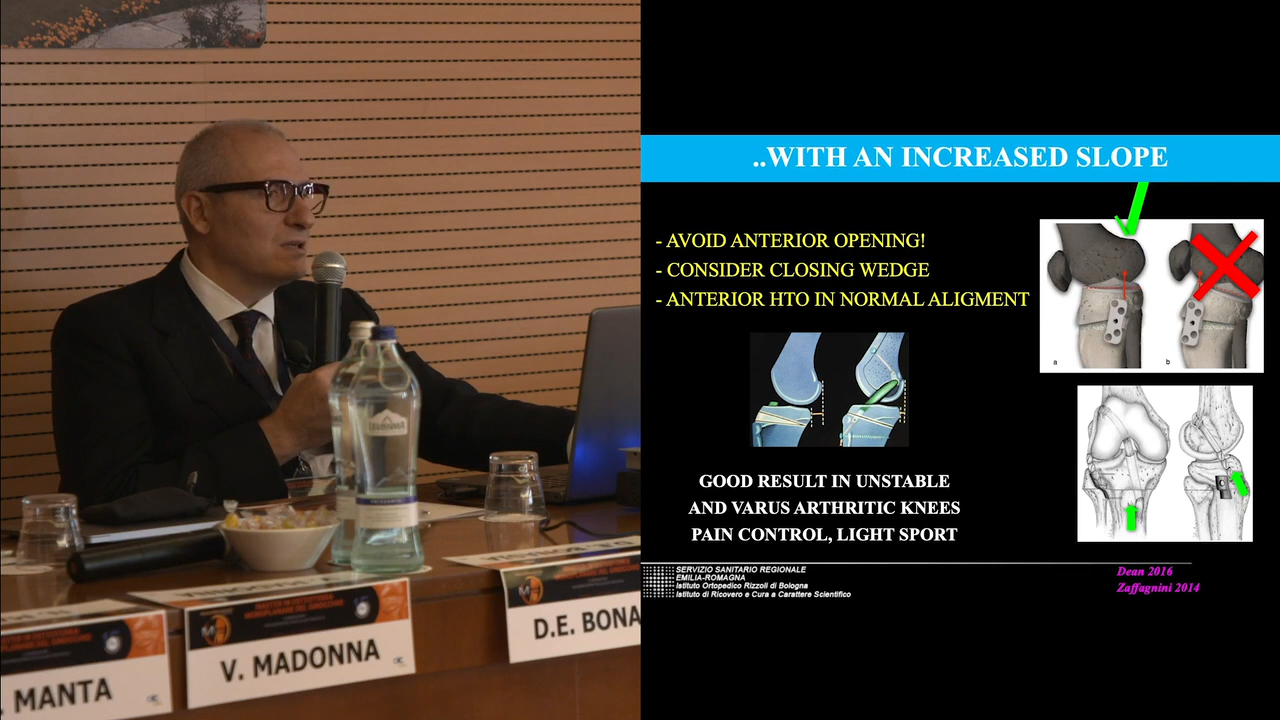 ..WITH AN INCREASED SLOPE
- AVOID ANTERIOR OPENING!
- CONSIDER CLOSING WEDGE
- ANTERIOR HTO IN NORMAL ALIGMENT
a
b
GOOD RESULT IN UNSTABLE
AND VARUS ARTHRITIC KNEES
PAIN CONTROL, LIGHT SPORT
SERVIZIO SANITARIO REGIONALE
EMILIA-ROMAGNA
Istituto Ortopedico Rizzoli di Bologna
Istituto di Ricovero e Cura a Carattere Scientifico
Dean 2016
Zaffagnini 2014
MANTA
V. MADONNA
D.E. BONA